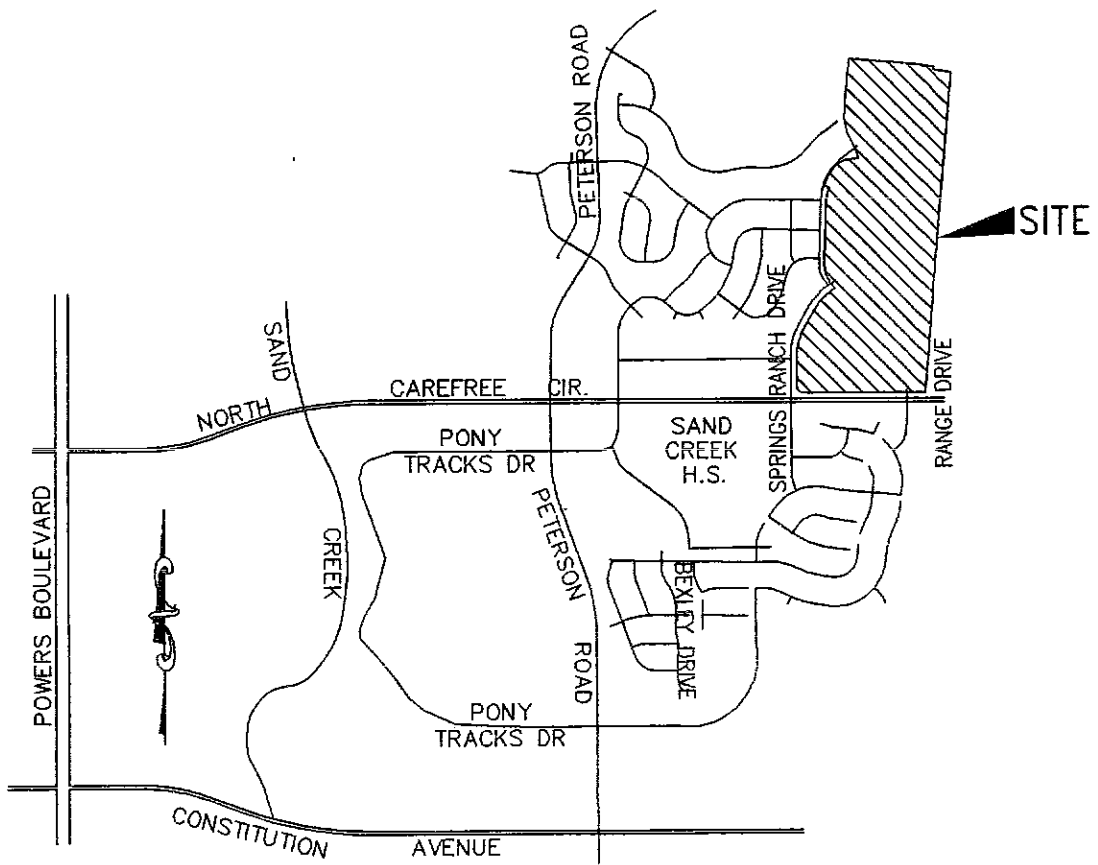 PETERSON ROAD
SITE
SPRINGS RANCH DRIVE
RANGE DRIVE
SAND
CREEK
NORTH
CAREFREE CIR.
PONY
TRACKS DR
SAND
CREEK
H.S.
POWERS BOULEVARD
PETERSON
ROAD
BEXLEY DRIVE
PONY
TRACKS DR
CONSTITUTION
AVENUE